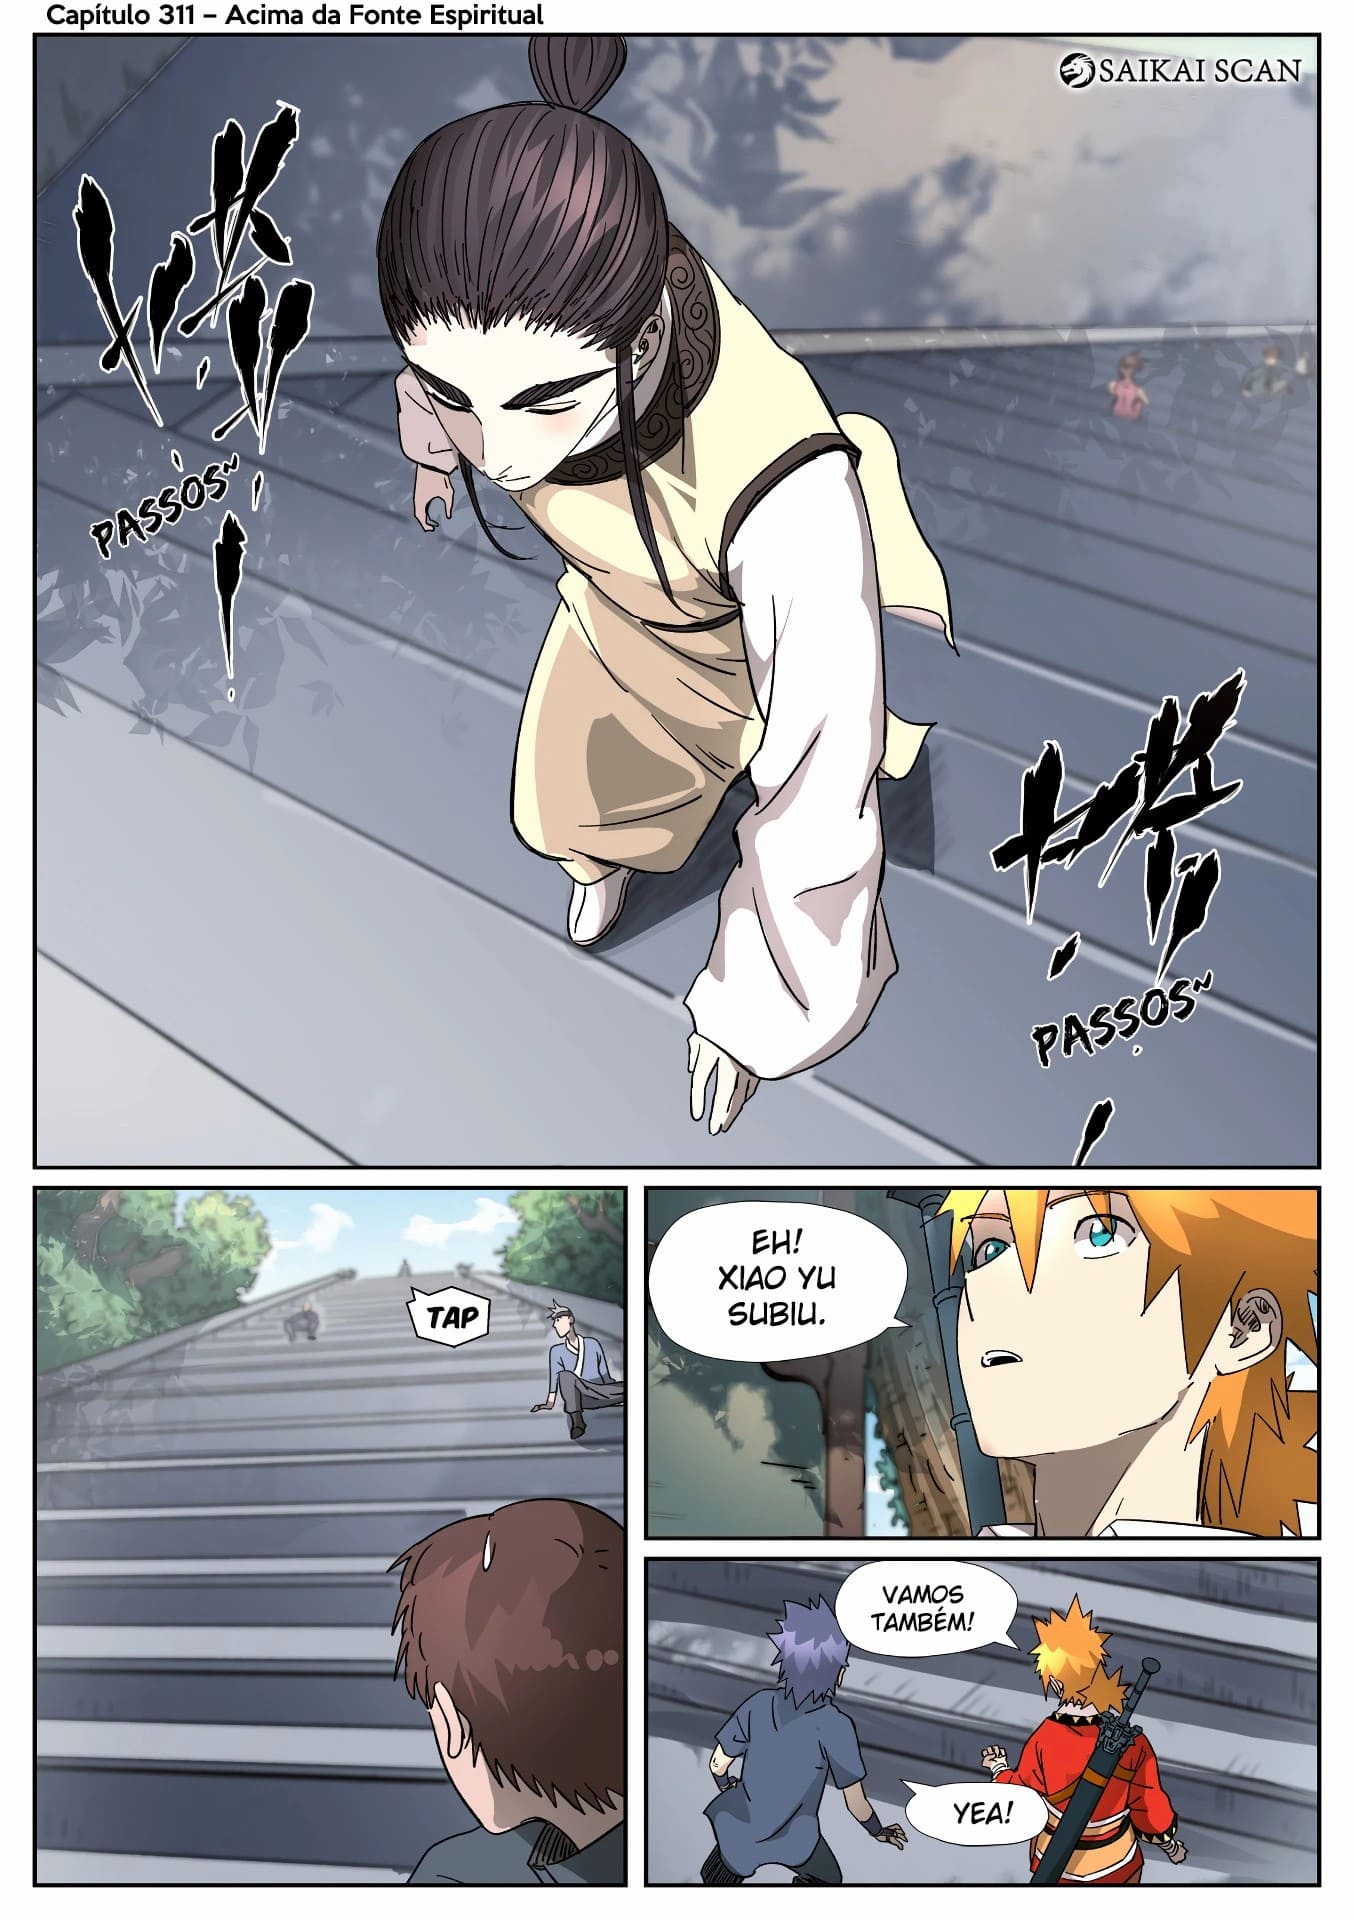 Capítulo 311 – Acima da Fonte Espiritual
SAIKAI SCAN
PASSOS~
PASSOS~
TAP
EH!
XIAO YU
SUBIU.
VAMOS
TAMBÉM!
YEA!